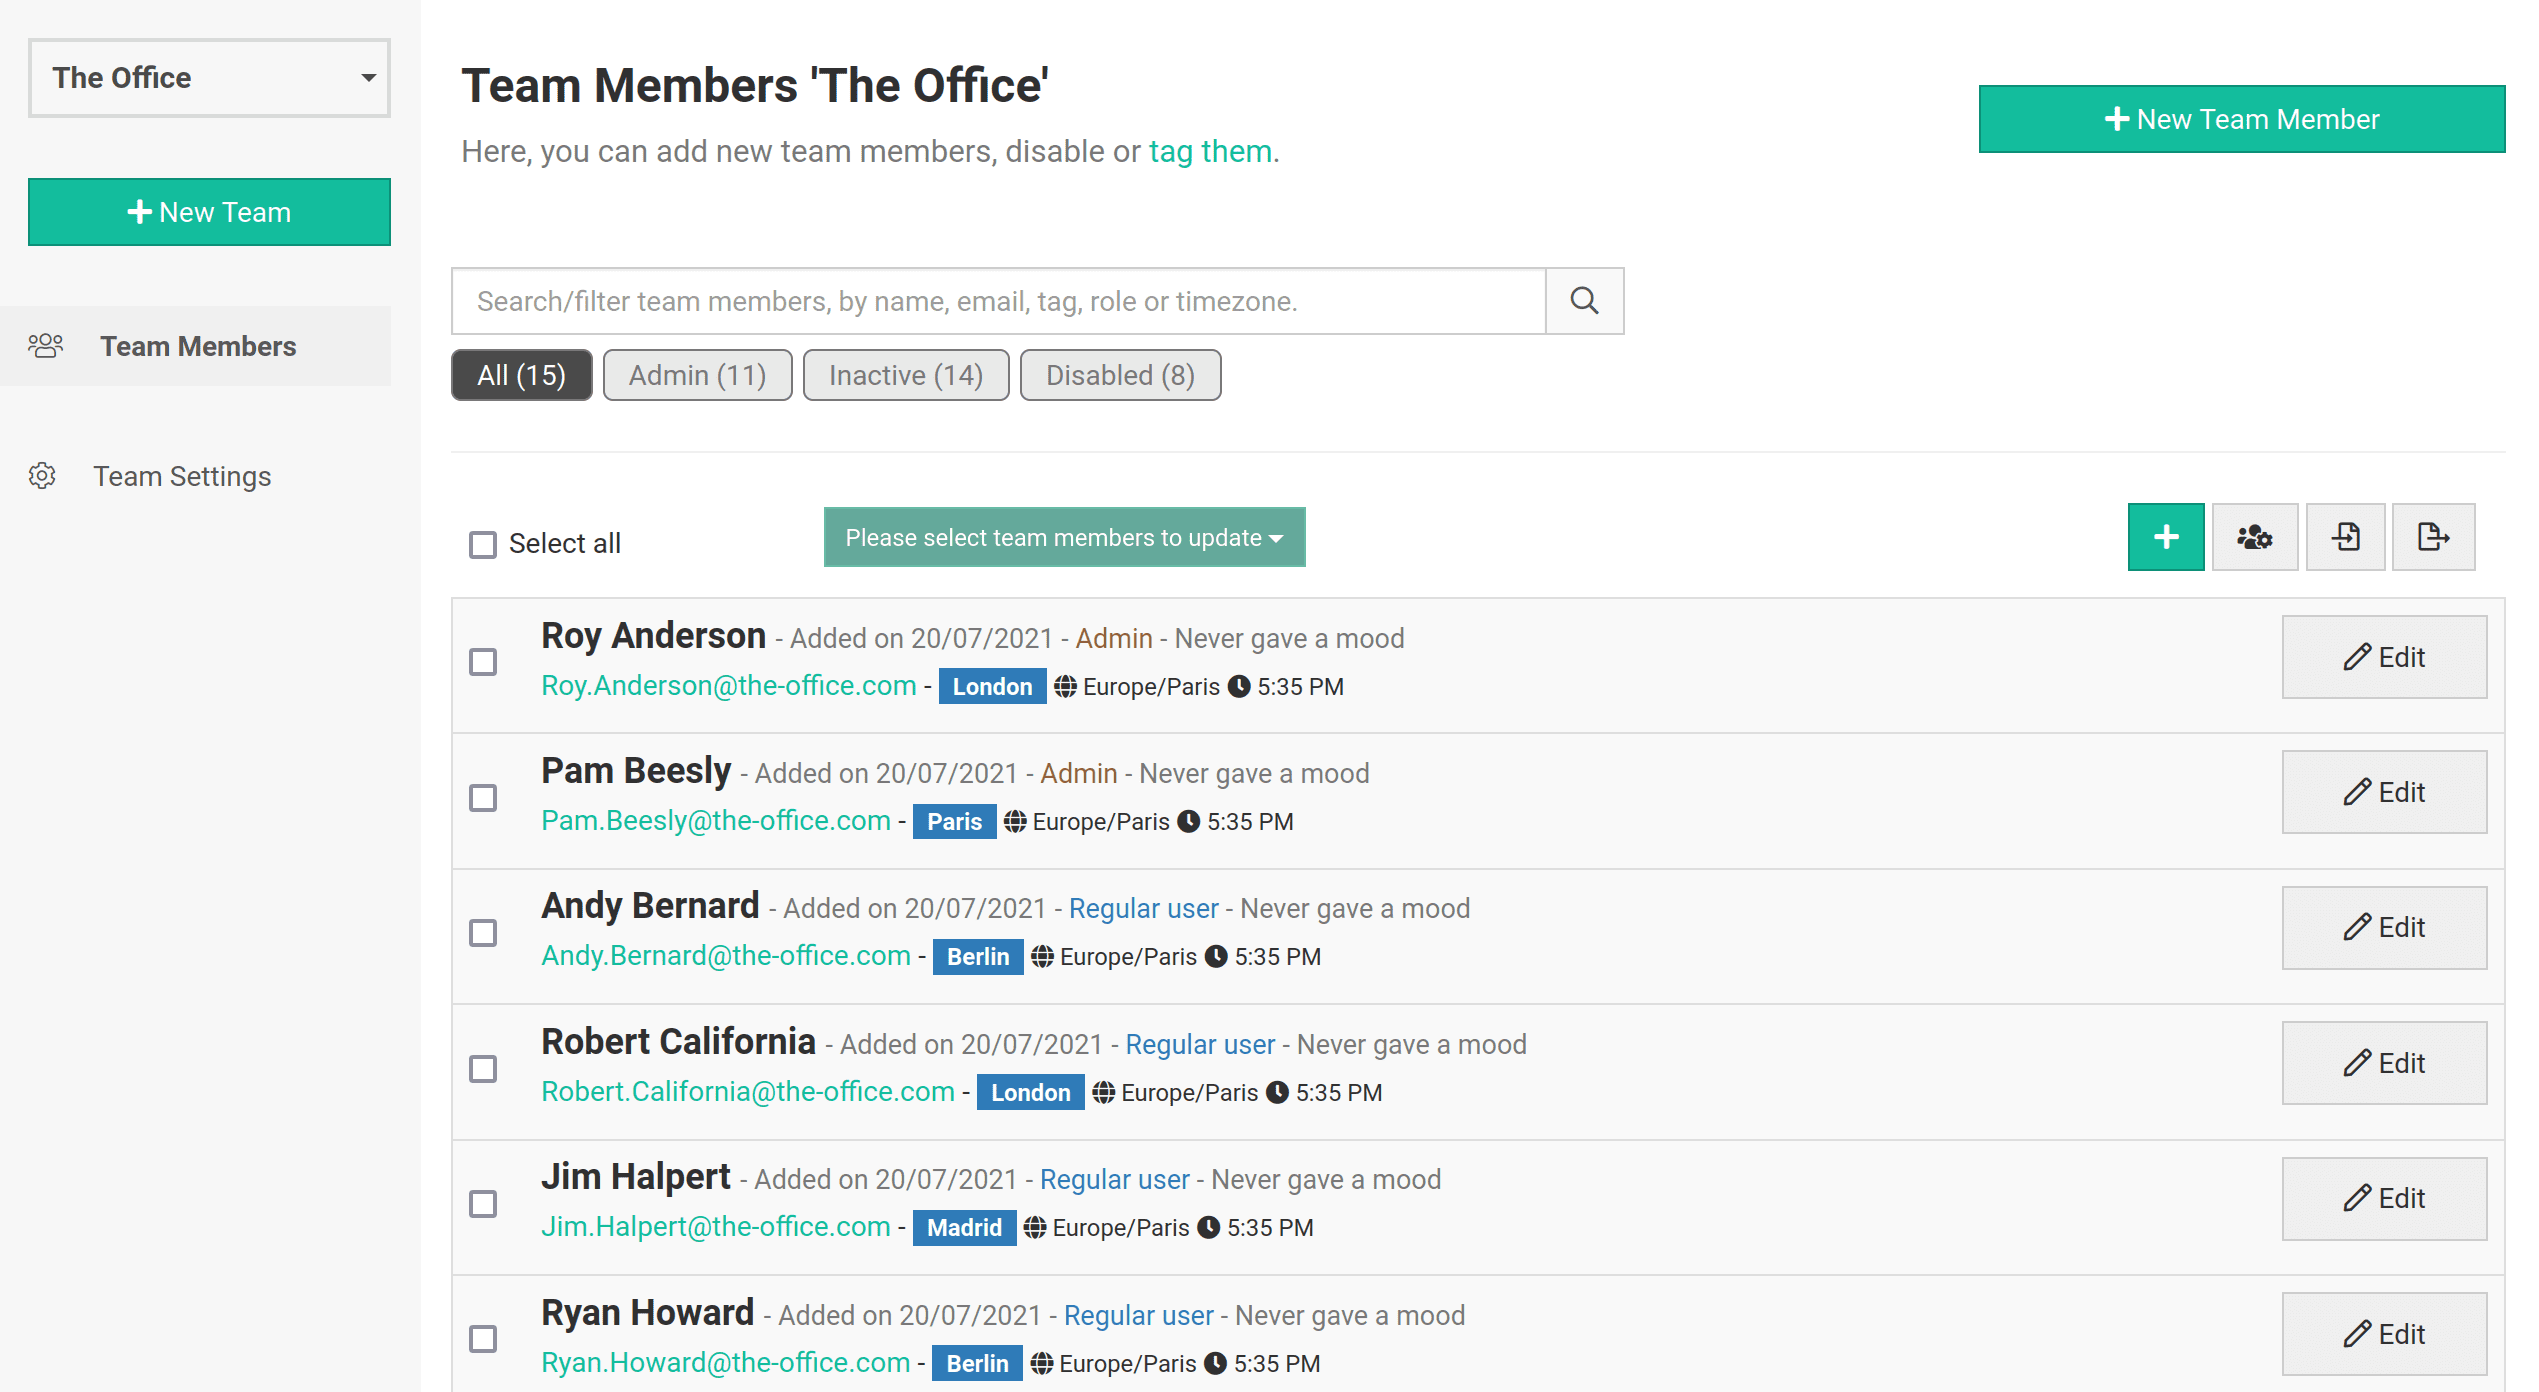 The Office
New Team
Team Members
Team Settings
Team Members 'The Office'
Here, you can add new team members, disable or tag them.
New Team Member
Search/filter team members, by name, email, tag, role or timezone.
All (15) Admin (11) Inactive (14) Disabled (8)
Select all Please select team members to update
Roy Anderson - Added on 20/07/2021 - Admin - Never gave a mood
Roy.Anderson@the-office.com - London Europe/Paris 5:35 PM
Edit
Pam Beesly - Added on 20/07/2021 - Admin - Never gave a mood
Pam.Beesly@the-office.com - Paris Europe/Paris 5:35 PM
Edit
Andy Bernard - Added on 20/07/2021 - Regular user - Never gave a mood
Andy.Bernard@the-office.com - Berlin Europe/Paris 5:35 PM
Edit
Robert California - Added on 20/07/2021 - Regular user - Never gave a mood
Robert.California@the-office.com - London Europe/Paris 5:35 PM
Edit
Jim Halpert - Added on 20/07/2021 - Regular user - Never gave a mood
Jim.Halpert@the-office.com - Madrid Europe/Paris 5:35 PM
Edit
Ryan Howard - Added on 20/07/2021 - Regular user - Never gave a mood
Ryan.Howard@the-office.com - Berlin Europe/Paris 5:35 PM
Edit